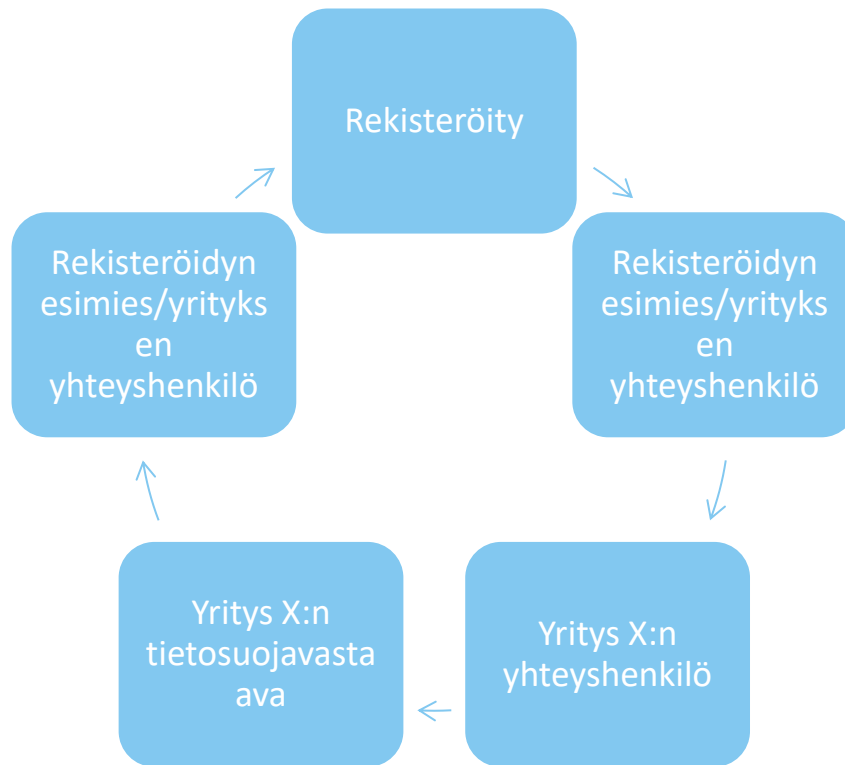 Rekisteröity
Rekisteröidyn
esimies/yrityks
en
yhteyshenkilö
Rekisteröidyn
esimies/yrityks
en
yhteyshenkilö
Yritys X:n
yhteyshenkilö
Yritys X:n
tietosuojavasta
ava